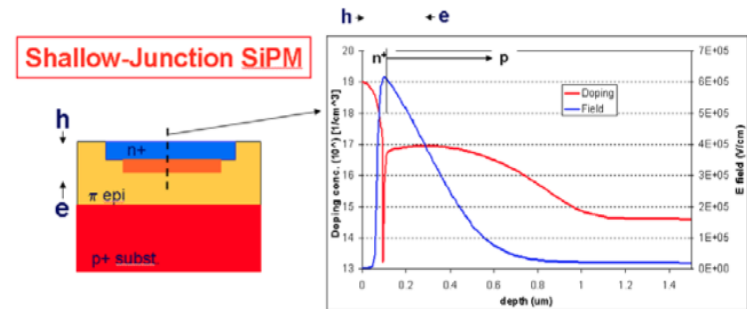 Shallow-Junction SiPM
h
n+
π epi
e
p+ subst.
h e
n+ p
Doping
Field
Doping conc. (10^) [1/cm^3]
20
19
18
17
16
15
14
13
E field (V/cm)
7E+05
6E+05
5E+05
4E+05
3E+05
2E+05
1E+05
0E+00
0 0.2 0.4 0.6 0.8 1 1.2 1.4
depth (um)